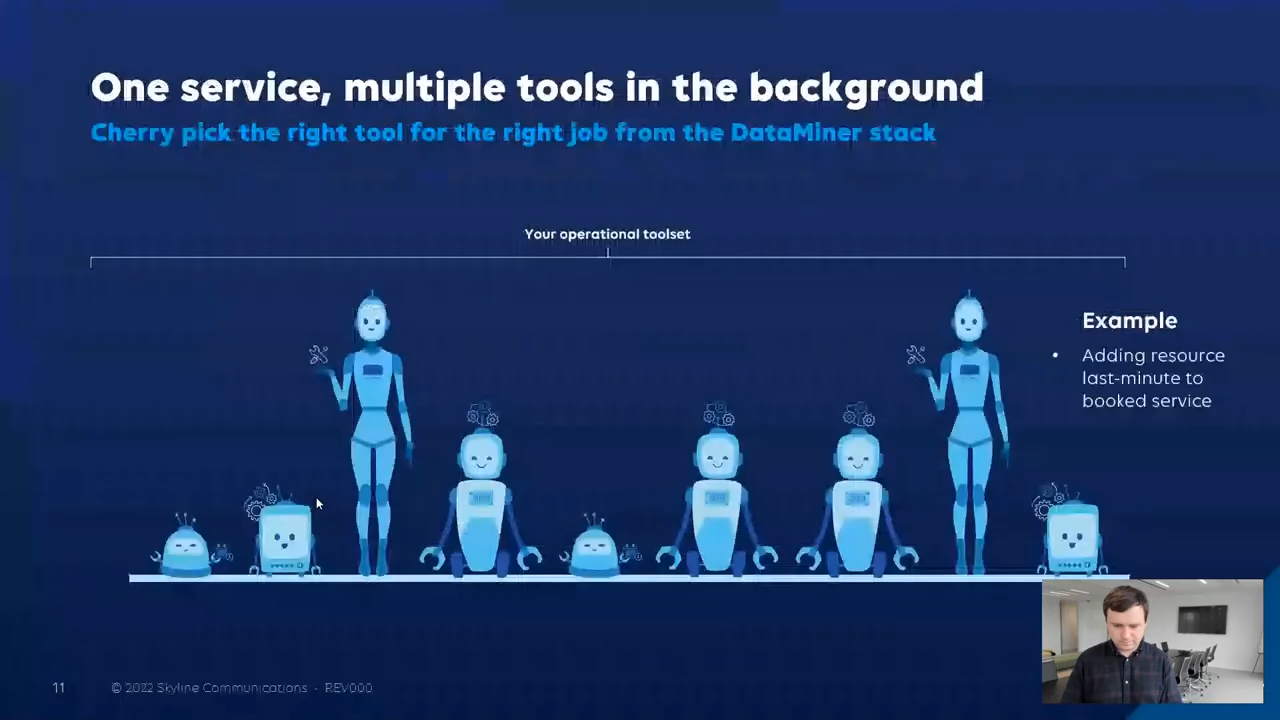 One service, multiple tools in the background
Cherry pick the right tool for the right job from the DataMiner stack
Your operational toolset
Example
• Adding resource
last-minute to
booked service
11
© 2022 Skyline Communications - REV000